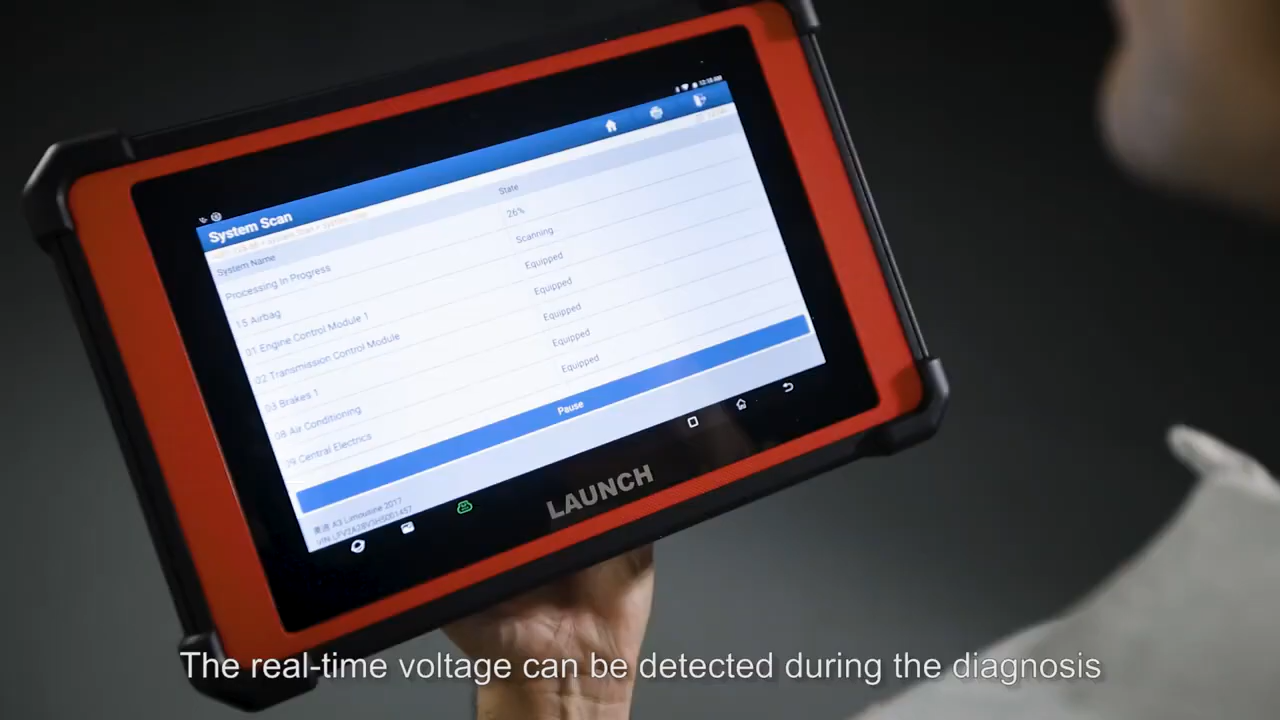 System Scan
System Name State
Processing In Progress 26%
15 Airbag Scanning
01 Engine Control Module 1 Equipped
02 Transmission Control Module Equipped
03 Brakes 1 Equipped
08 Air Conditioning Equipped
09 Central Electrics Equipped
Pause
A3 Limousine 2017
LAUNCH
The real-time voltage can be detected during the diagnosis